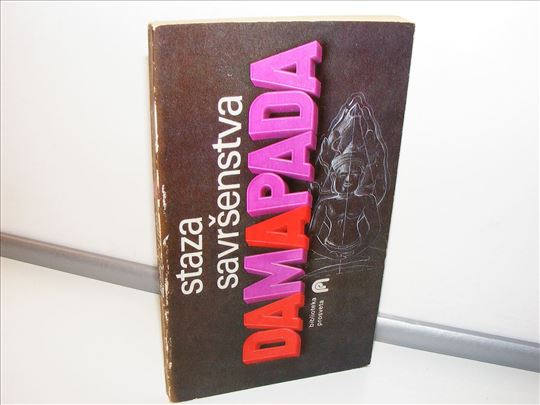 staza
savršenstva
DAMAPADA
biblioteka
prosveta